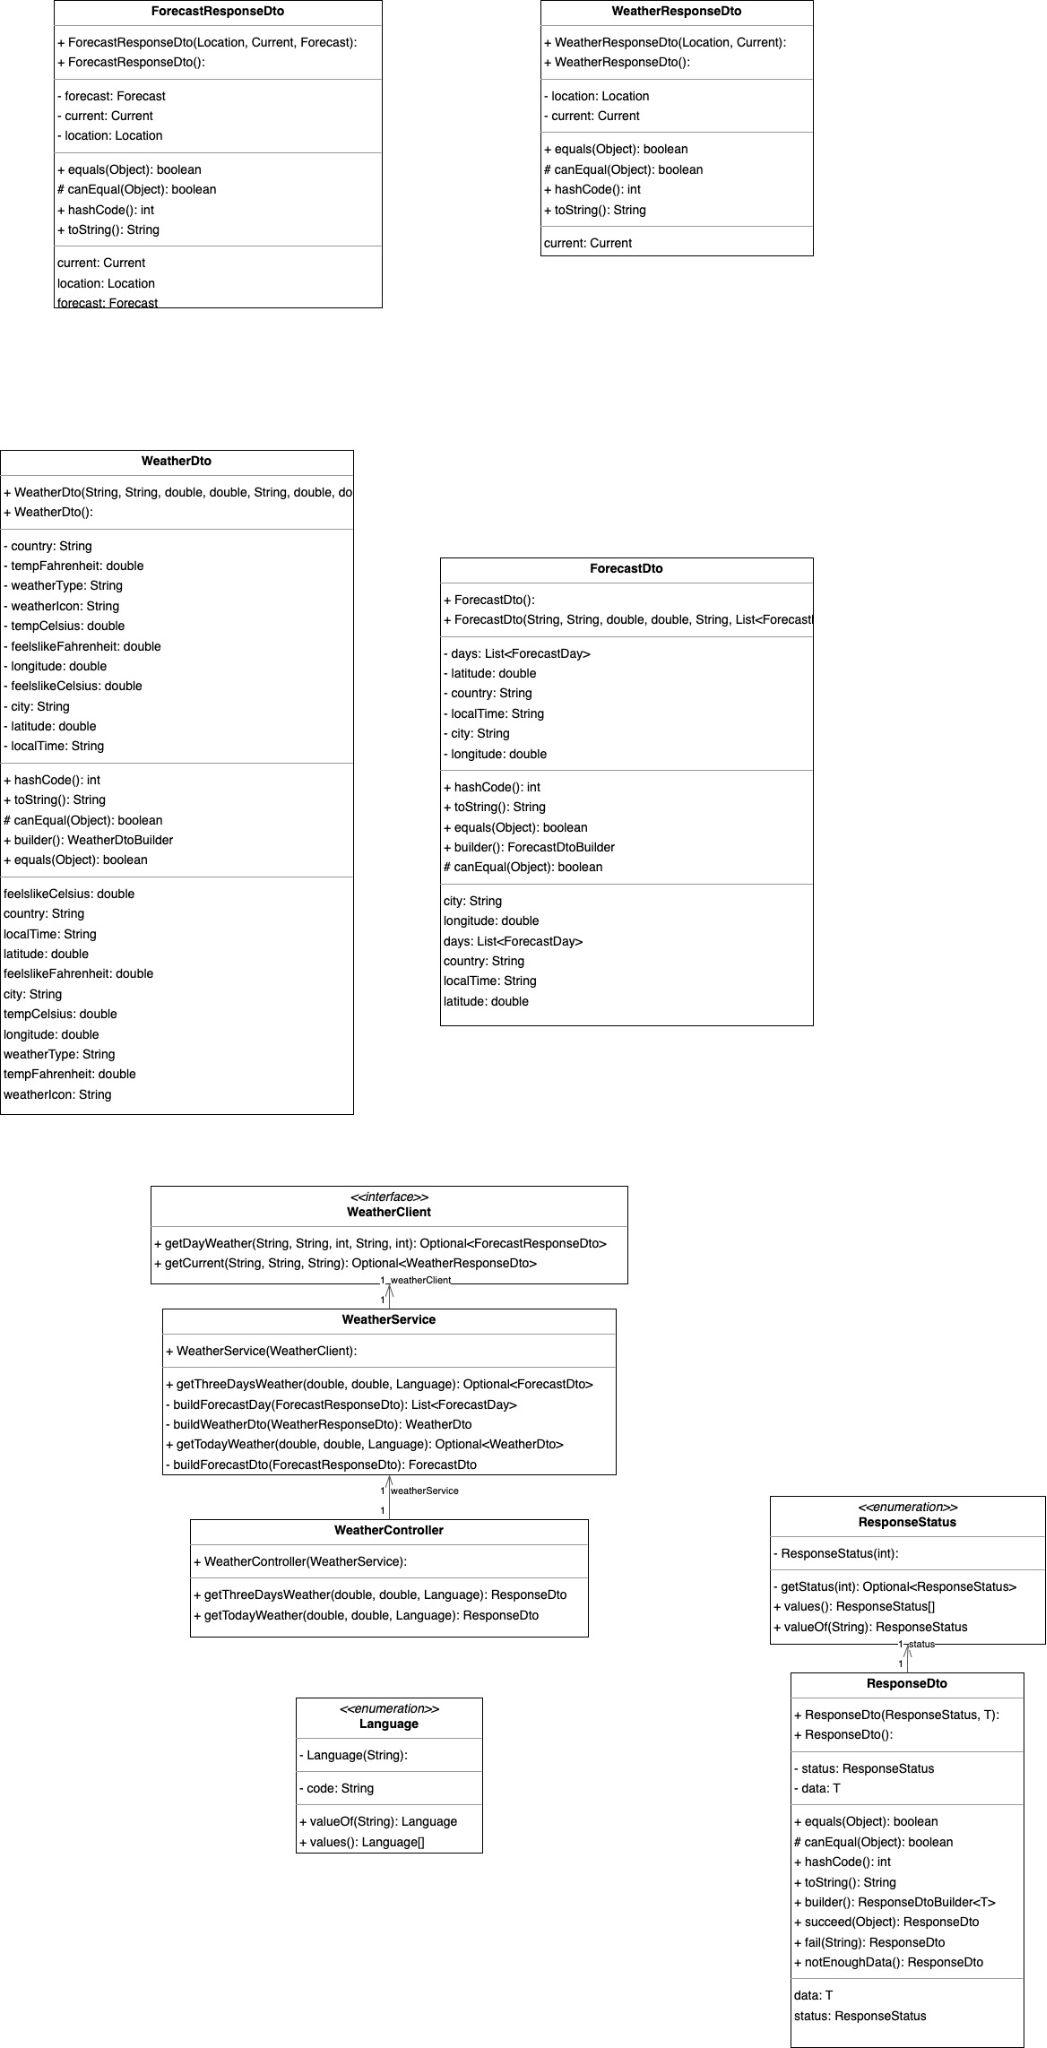 ForecastResponseDto
+ ForecastResponseDto(Location, Current, Forecast):
+ ForecastResponseDto():
- forecast: Forecast
- current: Current
- location: Location
+ equals(Object): boolean
# canEqual(Object): boolean
+ hashCode(): int
+ toString(): String
current: Current
location: Location
forecast: Forecast
WeatherResponseDto
+ WeatherResponseDto(Location, Current):
+ WeatherResponseDto():
- location: Location
- current: Current
+ equals(Object): boolean
# canEqual(Object): boolean
+ hashCode(): int
+ toString(): String
current: Current
WeatherDto
+ WeatherDto(String, String, double, double, String, double, do
+ WeatherDto():
- country: String
- tempFahrenheit: double
- weatherType: String
- weatherIcon: String
- tempCelsius: double
- feelslikeFahrenheit: double
- longitude: double
- feelslikeCelsius: double
- city: String
- latitude: double
- localTime: String
+ hashCode(): int
+ toString(): String
# canEqual(Object): boolean
+ builder(): WeatherDtoBuilder
+ equals(Object): boolean
feelslikeCelsius: double
country: String
localTime: String
latitude: double
feelslikeFahrenheit: double
city: String
tempCelsius: double
longitude: double
weatherType: String
tempFahrenheit: double
weatherIcon: String
ForecastDto
+ ForecastDto():
+ ForecastDto(String, String, double, double, String, List<Forecast
- days: List<ForecastDay>
- latitude: double
- country: String
- localTime: String
- city: String
- longitude: double
+ hashCode(): int
+ toString(): String
+ equals(Object): boolean
+ builder(): ForecastDtoBuilder
# canEqual(Object): boolean
city: String
longitude: double
days: List<ForecastDay>
country: String
localTime: String
latitude: double
<<interface>>
WeatherClient
+ getDayWeather(String, String, int, String, int): Optional<ForecastResponseDto>
+ getCurrent(String, String, String): Optional<WeatherResponseDto>
1 weatherClient
1
WeatherService
+ WeatherService(WeatherClient):
+ getThreeDaysWeather(double, double, Language): Optional<ForecastDto>
- buildForecastDay(ForecastResponseDto): List<ForecastDay>
- buildWeatherDto(WeatherResponseDto): WeatherDto
+ getTodayWeather(double, double, Language): Optional<WeatherDto>
- buildForecastDto(ForecastResponseDto): ForecastDto
1 weatherService
1
WeatherController
+ WeatherController(WeatherService):
+ getThreeDaysWeather(double, double, Language): ResponseDto
+ getTodayWeather(double, double, Language): ResponseDto
<<enumeration>>
Language
- Language(String):
- code: String
+ valueOf(String): Language
+ values(): Language[]
<<enumeration>>
ResponseStatus
- ResponseStatus(int):
- getStatus(int): Optional<ResponseStatus>
+ values(): ResponseStatus[]
+ valueOf(String): ResponseStatus
1 status
1
ResponseDto
+ ResponseDto(ResponseStatus, T):
+ ResponseDto():
- status: ResponseStatus
- data: T
+ equals(Object): boolean
# canEqual(Object): boolean
+ hashCode(): int
+ toString(): String
+ builder(): ResponseDtoBuilder<T>
+ succeed(Object): ResponseDto
+ fail(String): ResponseDto
+ notEnoughData(): ResponseDto
data: T
status: ResponseStatus